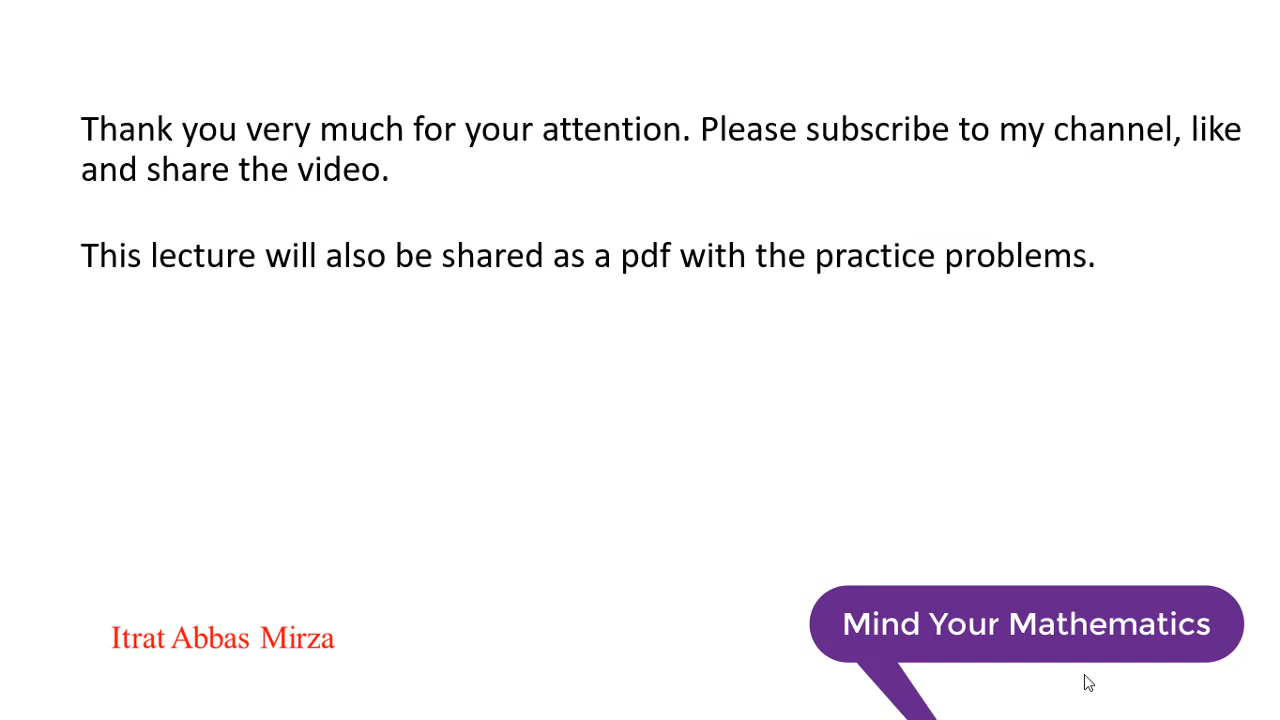 Thank you very much for your attention. Please subscribe to my channel, like
and share the video.
This lecture will also be shared as a pdf with the practice problems.
Itrat Abbas Mirza
Mind Your Mathematics